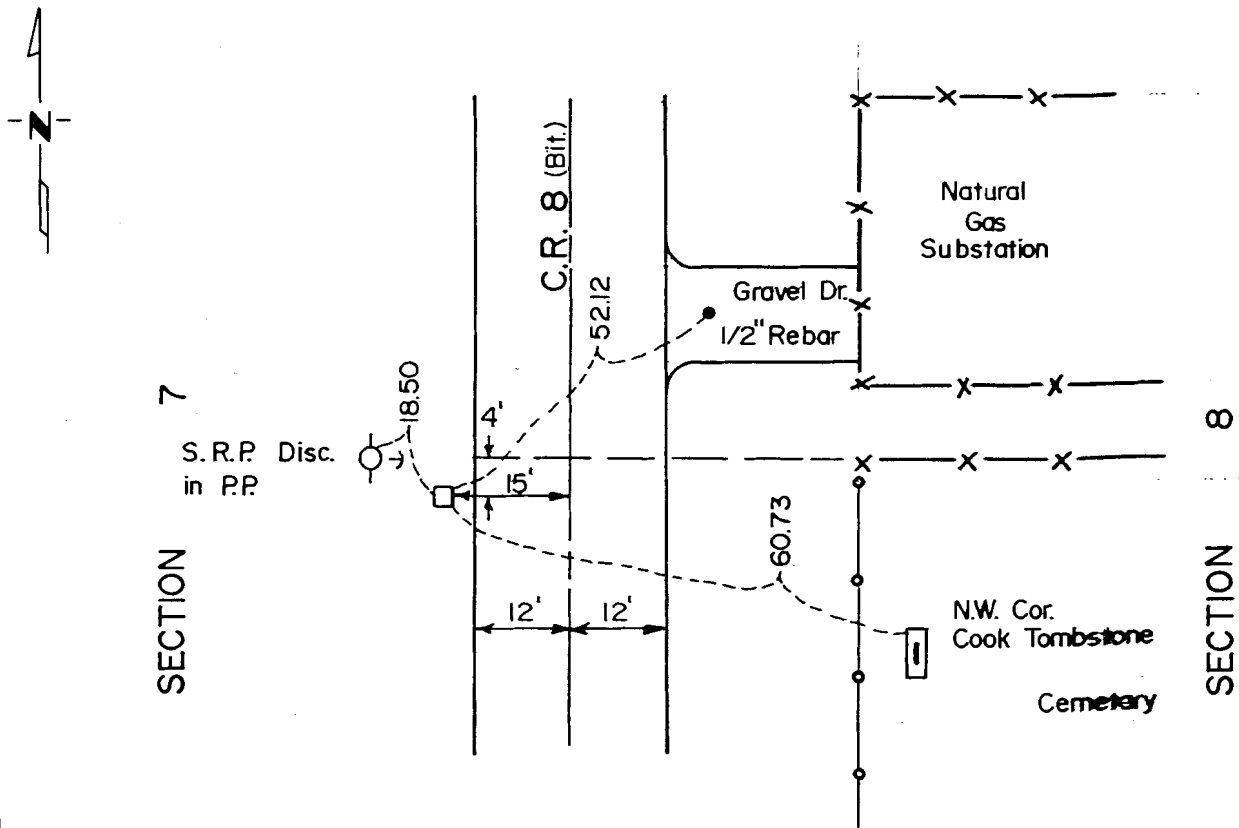 N
C.R. 8 (Bit.)
Natural
Gas
Substation
Gravel Dr.
1/2" Rebar
52.12
18.50
7
SECTION
S.R.P. Disc.
in P.P.
4'
15'
60.73
12'
12'
N.W. Cor.
Cook Tombstone
Cemetary
8
SECTION